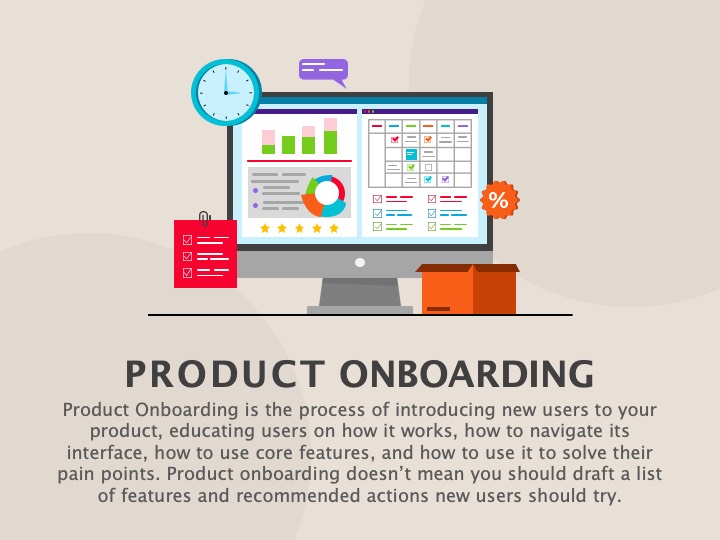 %
PRODUCT ONBOARDING
Product Onboarding is the process of introducing new users to your
product, educating users on how it works, how to navigate its
interface, how to use core features, and how to use it to solve their
pain points. Product onboarding doesn’t mean you should draft a list
of features and recommended actions new users should try.